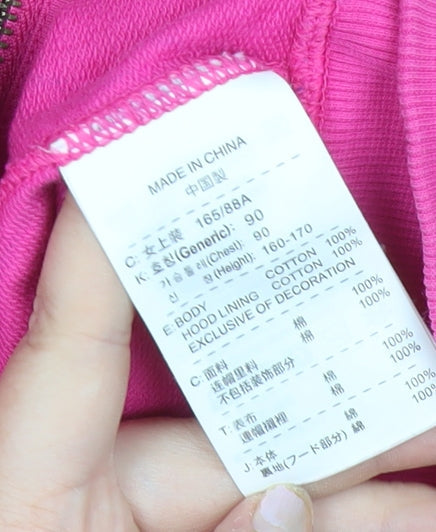 MADE IN CHINA
中国製
C: 女上装 165/88A
K: 호칭(Generic): 90
가슴둘레(Chest): 90
신 장(Height): 160-170
E: BODY COTTON 100%
HOOD LINING COTTON 100%
EXCLUSIVE OF DECORATION
C: 面料 棉 100%
连帽里料 棉 100%
不包括装饰部分
T: 表布 棉 100%
連帽襯裡 棉 100%
J: 本体 綿 100%
裏地(フード部分) 綿 100%